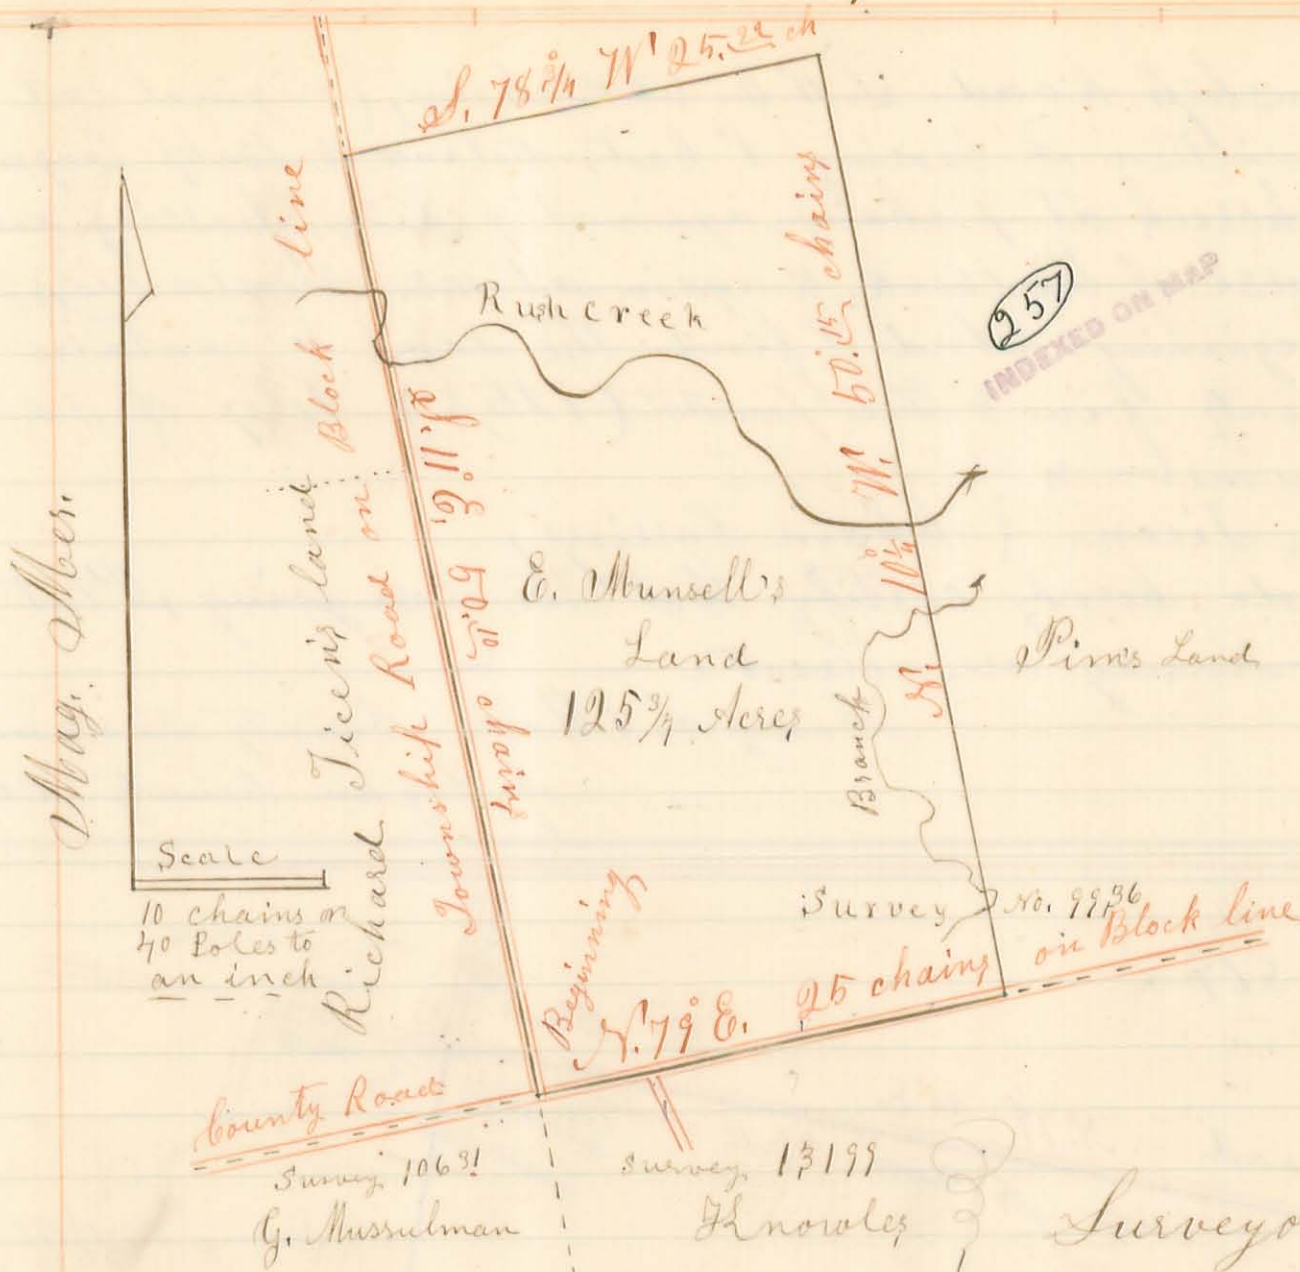 S. 78 3/4° W 25.22 ch
Block line
N. 10 1/4° W. 50.15 chains
257
INDEXED ON MAP
Rush creek
S. 11° E. 50.15 chains
Township Road on
Richard Ticen's land
Mag. Mer.
E. Munsell's
Land
125 3/4 Acres
Pim's Land
Branch
Scale
10 chains or
40 Poles to
an inch
Survey No. 9936
Beginning
N. 79° E. 25 chains on Block line
County Road
Survey 10631
G. Mussulman
Survey 13199
Knowles
Surveyo